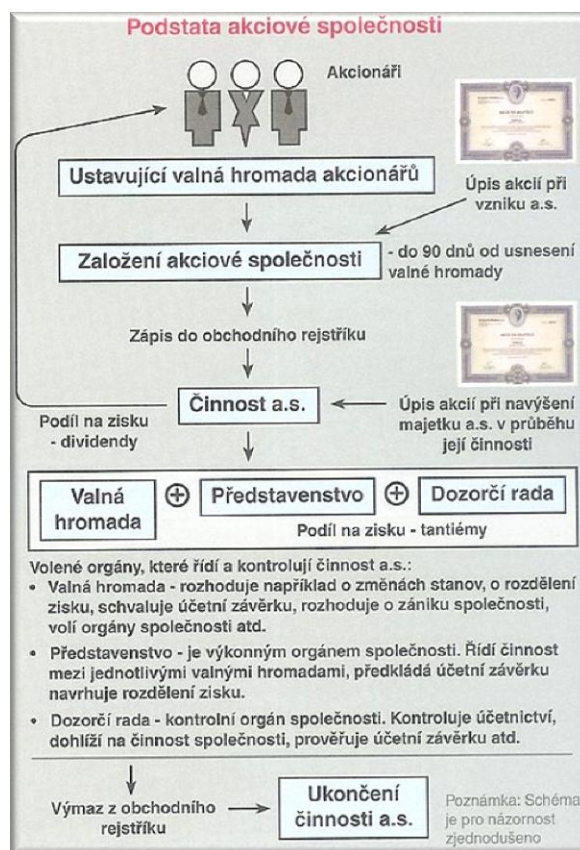 Podstata akciové společnosti
Akcionáři
Ustavující valná hromada akcionářů
Úpis akcií při
vzniku a.s.
Založení akciové společnosti
- do 90 dnů od usnesení
valné hromady
Zápis do obchodního rejstříku
Činnost a.s.
Podíl na zisku
- dividendy
Úpis akcií při navýšení
majetku a.s. v průběhu
její činnosti
Valná
hromada
Představenstvo
Dozorčí rada
Podíl na zisku - tantiémy
Volené orgány, které řídí a kontrolují činnost a.s.:
• Valná hromada - rozhoduje například o změnách stanov, o rozdělení
zisku, schvaluje účetní závěrku, rozhoduje o zániku společnosti,
volí orgány společnosti atd.
• Představenstvo - je výkonným orgánem společnosti. Řídí činnost
mezi jednotlivými valnými hromadami, předkládá účetní závěrku
navrhuje rozdělení zisku.
• Dozorčí rada - kontrolní orgán společnosti. Kontroluje účetnictví,
dohlíží na činnost společnosti, prověřuje účetní závěrku atd.
Výmaz z obchodního
rejstříku
Ukončení
činnosti a.s.
Poznámka: Schéma
je pro názornost
zjednodušeno